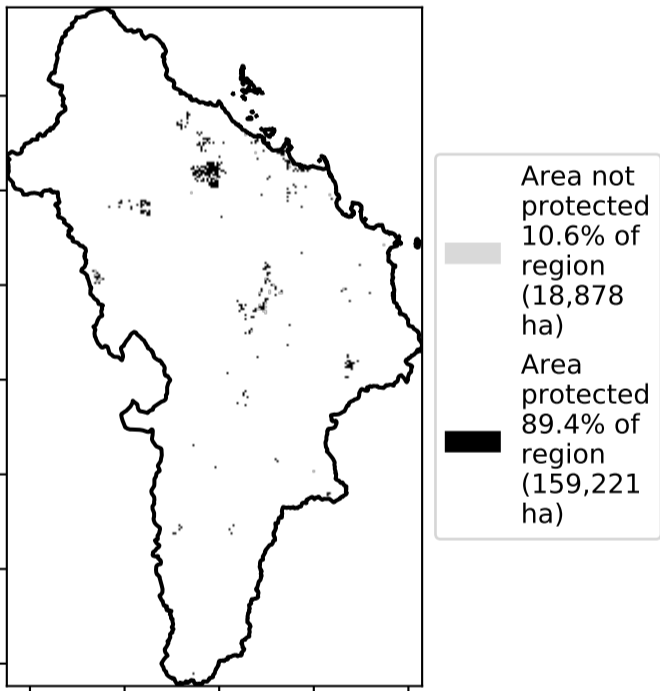 Area not
protected
10.6% of
region
(18,878
ha)
Area
protected
89.4% of
region
(159,221
ha)